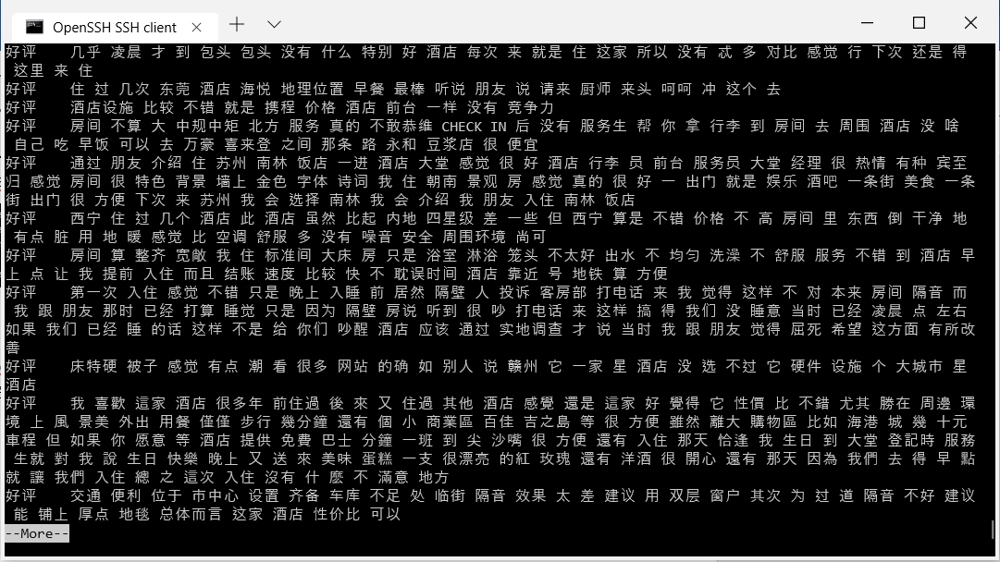 OpenSSH SSH client
好评 几乎 凌晨 才 到 包头 包头 没有 什么 特别 好 酒店 每次 来 就是 住 这家 所以 没有 忒 多 对比 感觉 行 下次 还是 得
这里 来 住
好评 住 过 几次 东莞 酒店 海悦 地理位置 早餐 最棒 听说 朋友 说 请来 厨师 来头 呵呵 冲 这个 去
好评 酒店设施 比较 不错 就是 携程 价格 酒店 前台 一样 没有 竞争力
好评 房间 不算 大 中规中矩 北方 服务 真的 不敢恭维 CHECK IN 后 没有 服务生 帮 你 拿 行李 到 房间 去 周围 酒店 没 啥
自己 吃 早饭 可以 去 万豪 喜来登 之间 那条 路 永和 豆浆店 很 便宜
好评 通过 朋友 介绍 住 苏州 南林 饭店 一进 酒店 大堂 感觉 很 好 酒店 行李 员 前台 服务员 大堂 经理 很 热情 有种 宾至
归 感觉 房间 很 特色 背景 墙上 金色 字体 诗词 我 住 朝南 景观 房 感觉 真的 很 好 一 出门 就是 娱乐 酒吧 一条街 美食 一条
街 出门 很 方便 下次 来 苏州 我 会 选择 南林 我 会 介绍 我 朋友 入住 南林 饭店
好评 西宁 住 过 几个 酒店 此 酒店 虽然 比起 内地 四星级 差 一些 但 西宁 算是 不错 价格 不 高 房间 里 东西 倒 干净 地
有点 脏 用 地 暖 感觉 比 空调 舒服 多 没有 噪音 安全 周围环境 尚可
好评 房间 算 整齐 宽敞 我 住 标准间 大床 房 只是 浴室 淋浴 笼头 不太好 出水 不 均匀 洗澡 不 舒服 服务 不错 到 酒店 早
上 点 让 我 提前 入住 而且 结账 速度 比较 快 不 耽误时间 酒店 靠近 号 地铁 算 方便
好评 第一次 入住 感觉 不错 只是 晚上 入睡 前 居然 隔壁 人 投诉 客房部 打电话 来 我 觉得 这样 不 对 本来 房间 隔音 而
我 跟 朋友 那时 已经 打算 睡觉 只是 因为 隔壁 房说 听到 很 吵 打电话 来 这样 搞 得 我们 没 睡意 当时 已经 凌晨 点 左右
如果 我们 已经 睡 的话 这样 不是 给 你们 吵醒 酒店 应该 通过 实地调查 才 说 当时 我 跟 朋友 觉得 屈死 希望 这方面 有所改
善
好评 床特硬 被子 感觉 有点 潮 看 很多 网站 的确 如 别人 说 赣州 它 一家 星 酒店 没 选 不过 它 硬件 设施 个 大城市 星
酒店
好评 我 喜歡 這家 酒店 很多年 前住過 後 來 又 住過 其他 酒店 感覺 還是 這家 好 覺得 它 性價 比 不錯 尤其 勝在 周邊 環
境 上 風 景美 外出 用餐 僅僅 步行 幾分鐘 還有 個 小 商業區 百佳 吉之島 等 很 方便 雖然 離大 購物區 比如 海港 城 幾 十元
車程 但 如果 你 愿意 等 酒店 提供 免費 巴士 分鐘 一班 到 尖 沙嘴 很 方便 還有 入住 那天 恰逢 我 生日 到 大堂 登記時 服務
生就 對 我 說 生日 快樂 晚上 又 送 來 美味 蛋糕 一支 很漂亮 的紅 玫瑰 還有 洋酒 很 開心 還有 那天 因為 我們 去 得 早 點
就 讓 我們 入住 總 之 這次 入住 沒有 什 麼 不 滿意 地方
好评 交通 便利 位于 市中心 设置 齐备 车库 不足 处 临街 隔音 效果 太 差 建议 用 双层 窗户 其次 为 过 道 隔音 不好 建议
能 铺上 厚点 地毯 总体而言 这家 酒店 性价比 可以
--More--